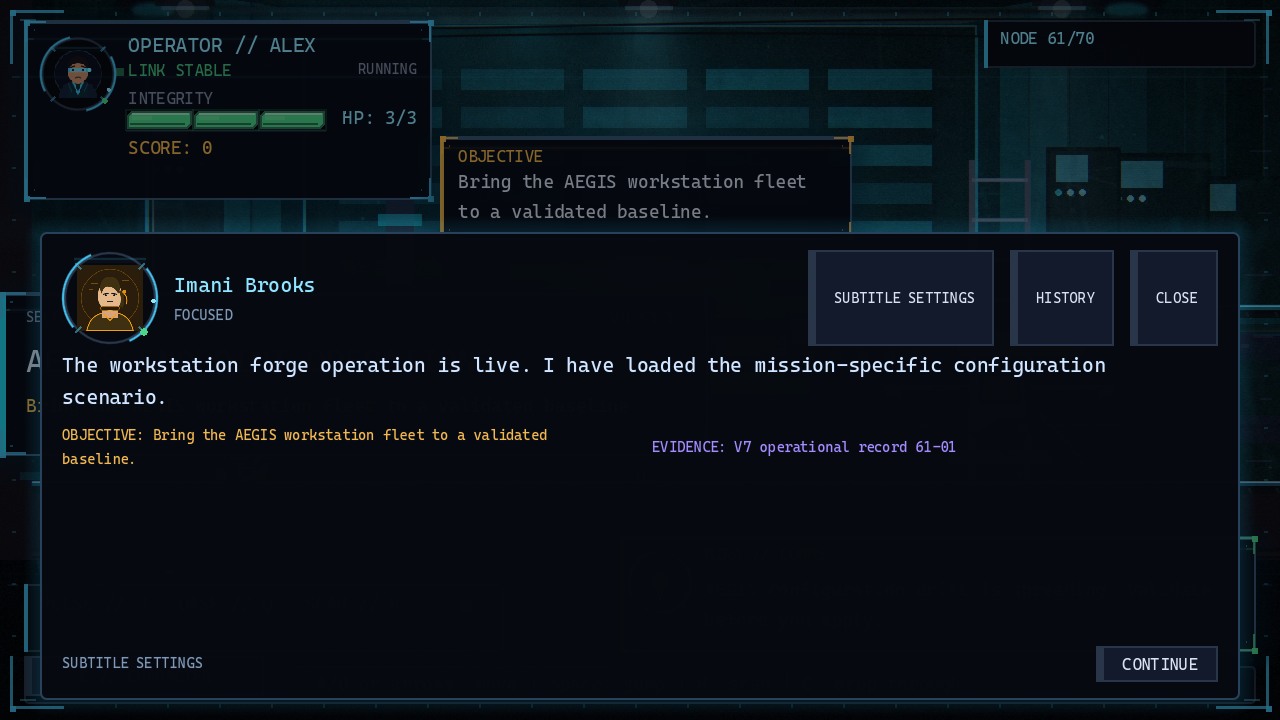 OPERATOR // ALEX
LINK STABLE
RUNNING
INTEGRITY
HP: 3/3
SCORE: 0
NODE 61/70
OBJECTIVE
Bring the AEGIS workstation fleet
to a validated baseline.
Imani Brooks
FOCUSED
SUBTITLE SETTINGS
HISTORY
CLOSE
The workstation forge operation is live. I have loaded the mission-specific configuration
scenario.
OBJECTIVE: Bring the AEGIS workstation fleet to a validated
baseline.
EVIDENCE: V7 operational record 61-01
SUBTITLE SETTINGS
CONTINUE